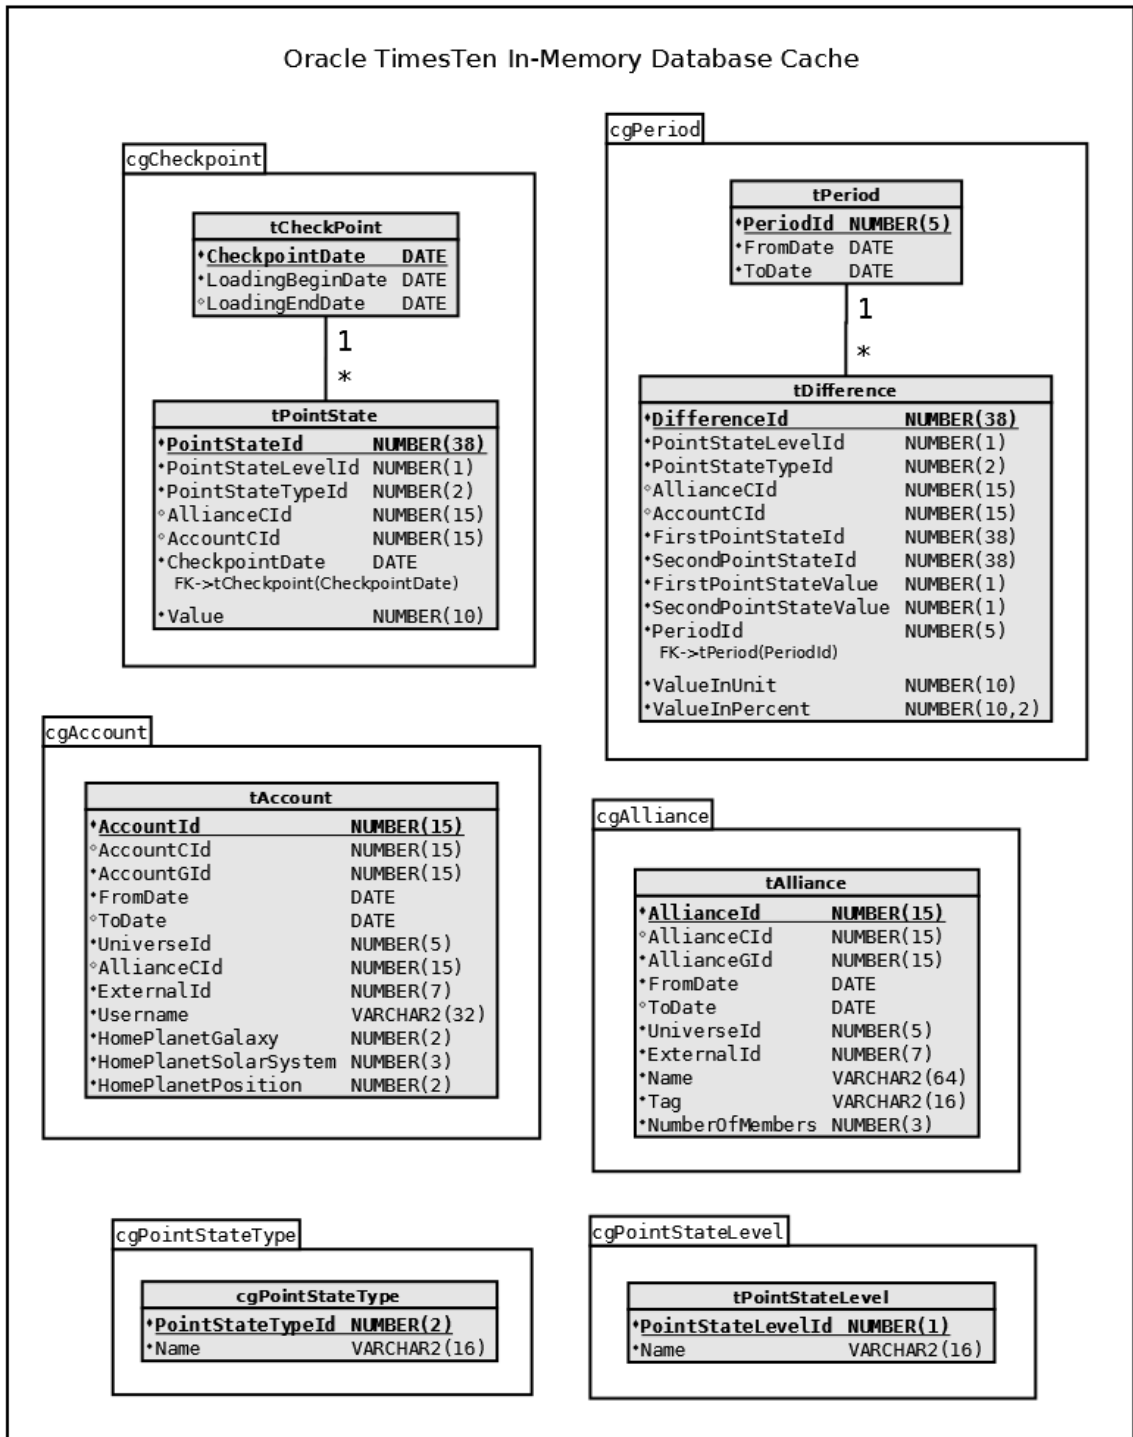 Oracle TimesTen In-Memory Database Cache
cgCheckpoint
tCheckPoint
CheckpointDate DATE
LoadingBeginDate DATE
LoadingEndDate DATE
1
*
tPointState
PointStateId NUMBER(38)
PointStateLevelId NUMBER(1)
PointStateTypeId NUMBER(2)
AllianceCId NUMBER(15)
AccountCId NUMBER(15)
CheckpointDate DATE
FK->tCheckpoint(CheckpointDate)
Value NUMBER(10)
cgPeriod
tPeriod
PeriodId NUMBER(5)
FromDate DATE
ToDate DATE
1
*
tDifference
DifferenceId NUMBER(38)
PointStateLevelId NUMBER(1)
PointStateTypeId NUMBER(2)
AllianceCId NUMBER(15)
AccountCId NUMBER(15)
FirstPointStateId NUMBER(38)
SecondPointStateId NUMBER(38)
FirstPointStateValue NUMBER(1)
SecondPointStateValue NUMBER(1)
PeriodId NUMBER(5)
FK->tPeriod(PeriodId)
ValueInUnit NUMBER(10)
ValueInPercent NUMBER(10,2)
cgAccount
tAccount
AccountId NUMBER(15)
AccountCId NUMBER(15)
AccountGId NUMBER(15)
FromDate DATE
ToDate DATE
UniverseId NUMBER(5)
AllianceCId NUMBER(15)
ExternalId NUMBER(7)
Username VARCHAR2(32)
HomePlanetGalaxy NUMBER(2)
HomePlanetSolarSystem NUMBER(3)
HomePlanetPosition NUMBER(2)
cgAlliance
tAlliance
AllianceId NUMBER(15)
AllianceCId NUMBER(15)
AllianceGId NUMBER(15)
FromDate DATE
ToDate DATE
UniverseId NUMBER(5)
ExternalId NUMBER(7)
Name VARCHAR2(64)
Tag VARCHAR2(16)
NumberOfMembers NUMBER(3)
cgPointStateType
cgPointStateType
PointStateTypeId NUMBER(2)
Name VARCHAR2(16)
cgPointStateLevel
tPointStateLevel
PointStateLevelId NUMBER(1)
Name VARCHAR2(16)